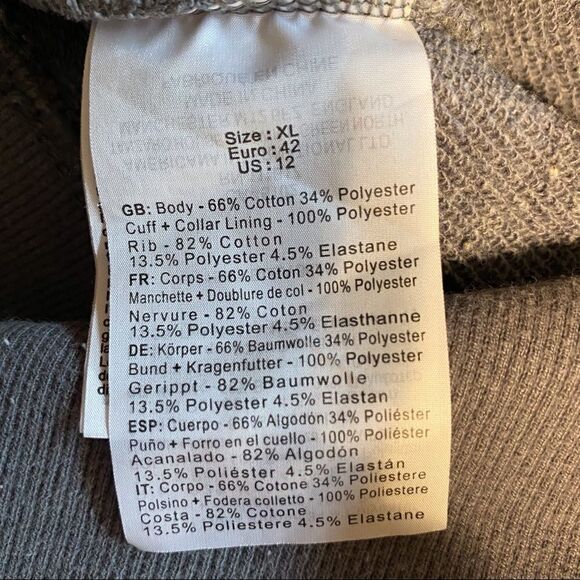 Size : XL
Euro : 42
US : 12
GB: Body - 66% Cotton 34% Polyester
Cuff + Collar Lining - 100% Polyester
Rib - 82% Cotton
13.5% Polyester 4.5% Elastane
FR: Corps - 66% Coton 34% Polyester
Manchette + Doublure de col - 100% Polyester
Nervure - 82% Coton
13.5% Polyester 4.5% Elasthanne
DE: Körper - 66% Baumwolle 34% Polyester
Bund + Kragenfutter - 100% Polyester
Gerippt - 82% Baumwolle
13.5% Polyester 4.5% Elastan
ESP: Cuerpo - 66% Algodón 34% Poliéster
Puño + Forro en el cuello - 100% Poliéster
Acanalado - 82% Algodón
13.5% Poliéster 4.5% Elastán
IT: Corpo - 66% Cotone 34% Poliestere
Polsino + Fodera colletto - 100% Poliestere
Costa - 82% Cotone
13.5% Poliestere 4.5% Elastane